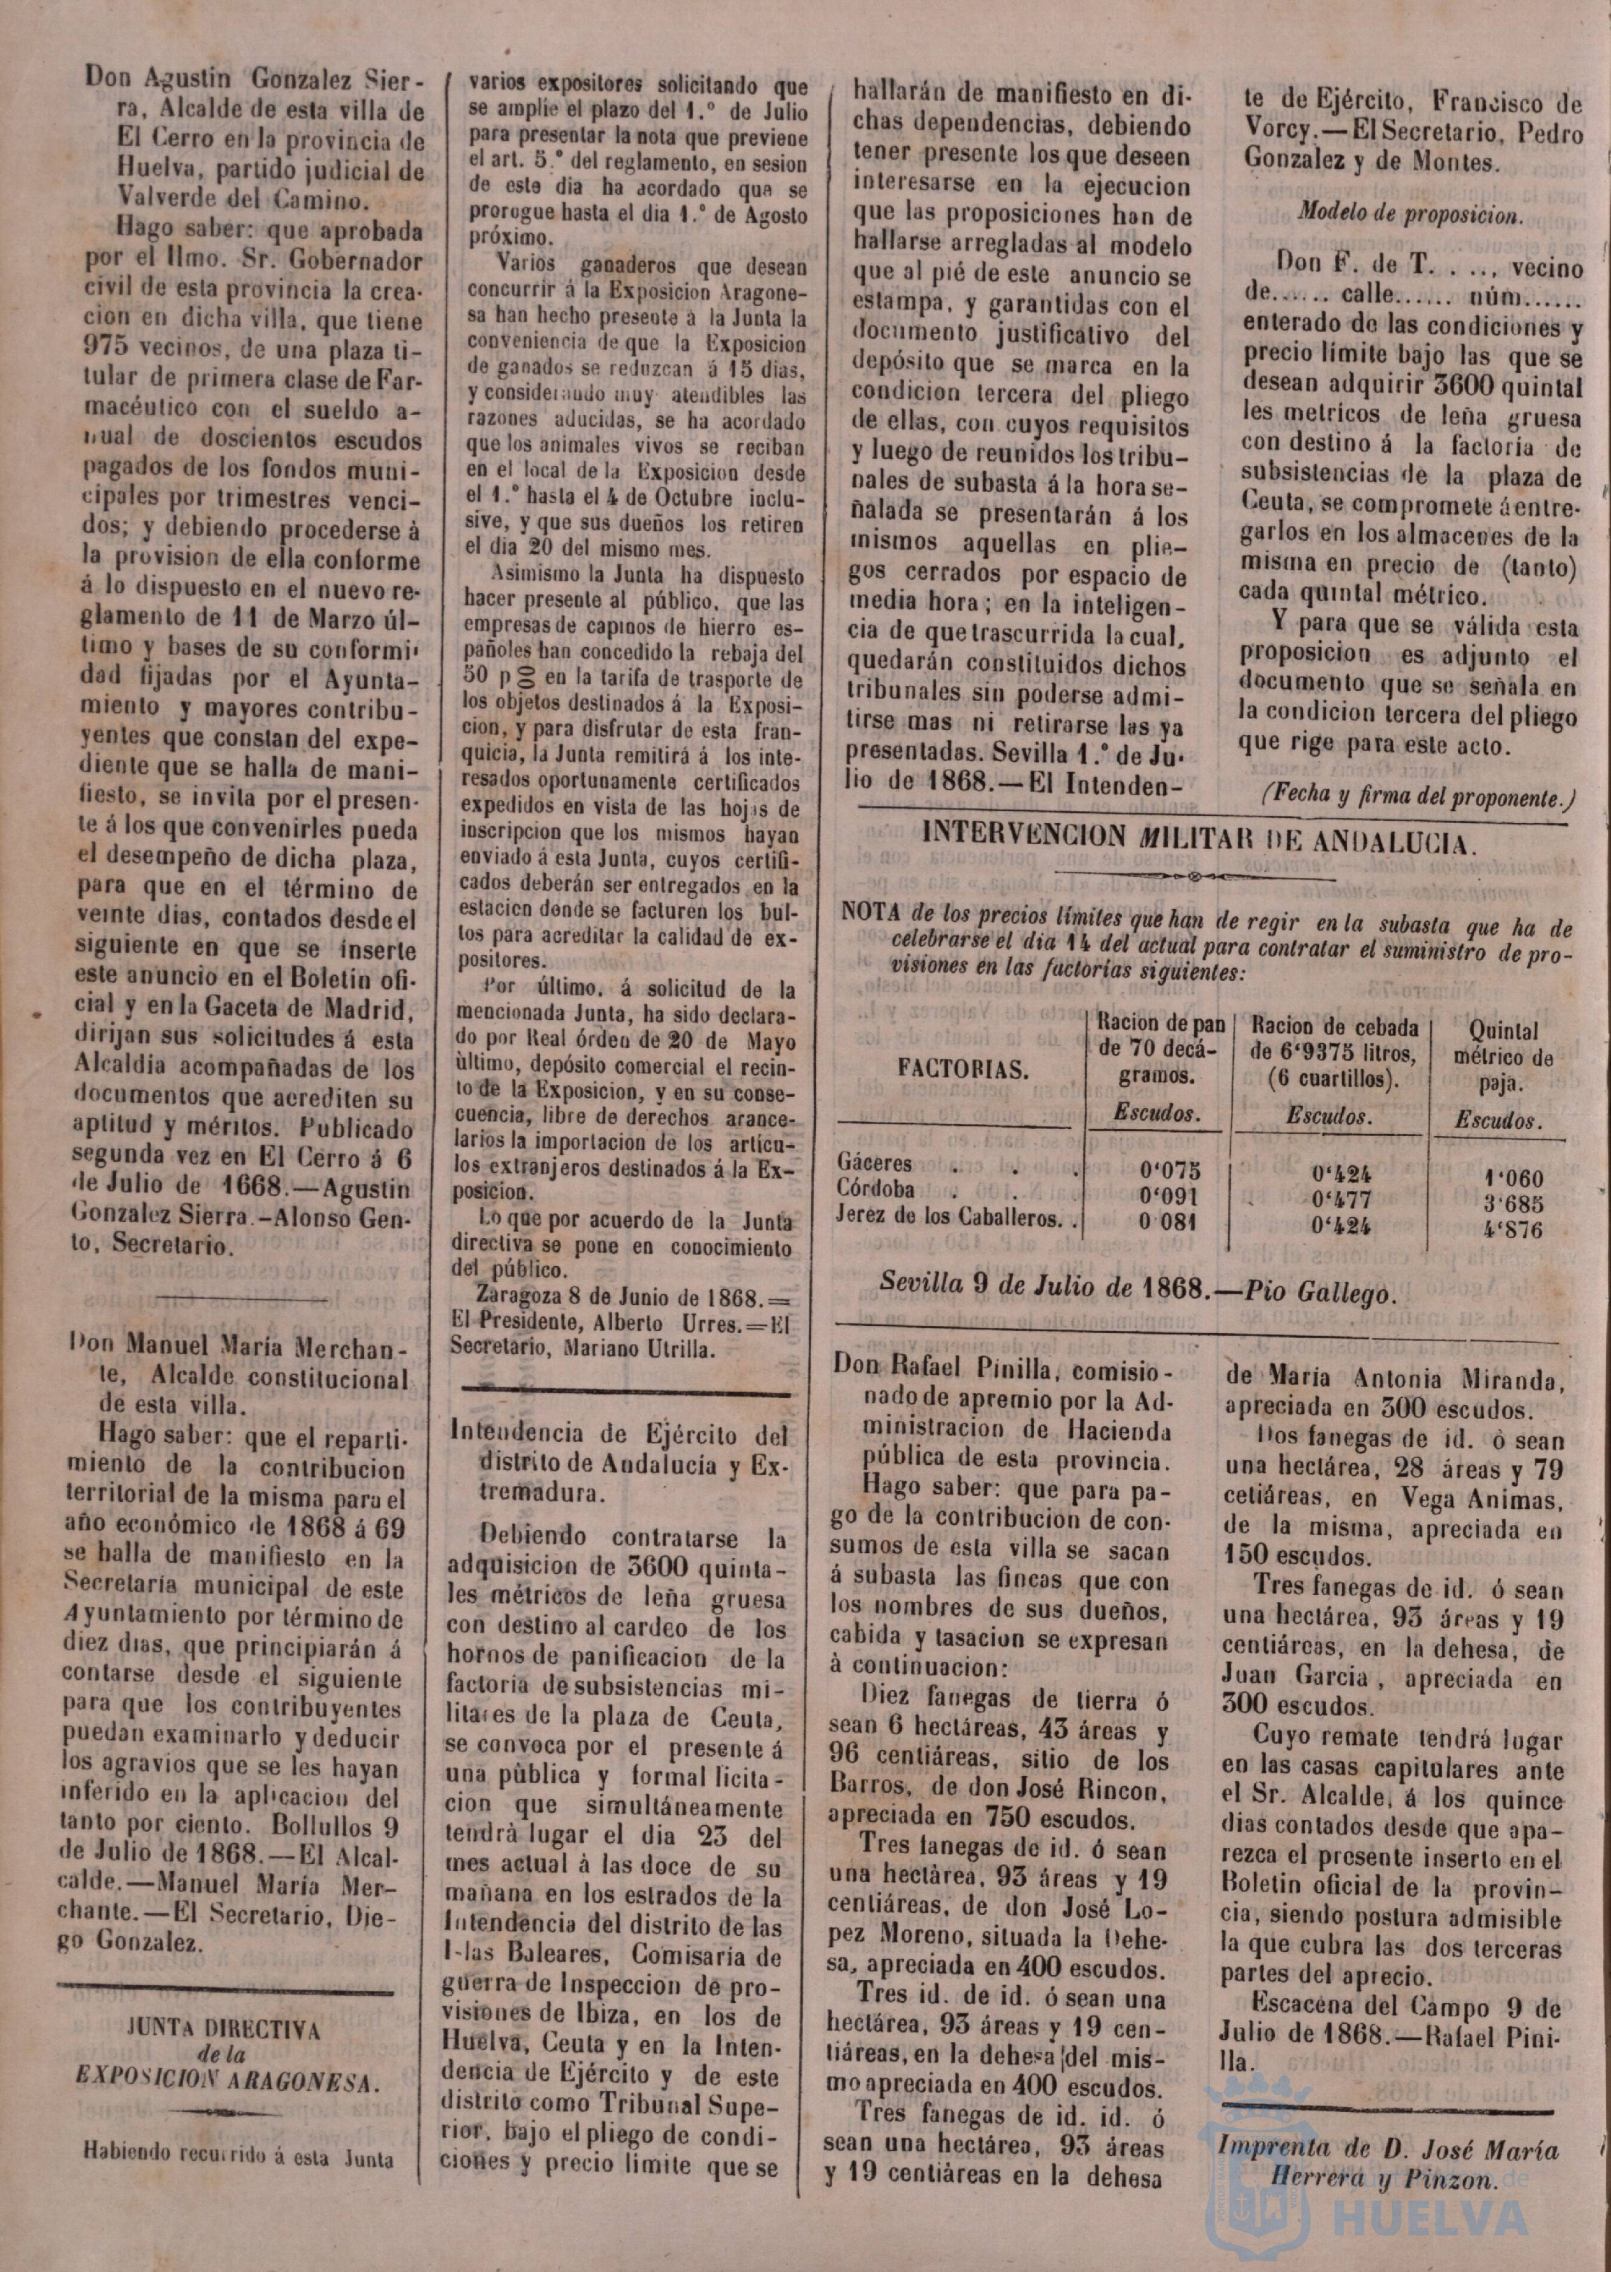 Don Agustin Gonzalez Sier-
ra, Alcalde de esta villa de
El Cerro en la provincia de
Huelva, partido judicial de
Valverde del Camino.
Hago saber: que aprobada
por el Ilmo. Sr. Gobernador
civil de esta provincia la crea-
cion en dicha villa, que tiene
975 vecinos, de una plaza ti-
tular de primera clase de Far-
macéutico con el sueldo a-
nual de doscientos escudos
pagados de los fondos muni-
cipales por trimestres venci-
dos; y debiendo procederse á
la provision de ella conforme
á lo dispuesto en el nuevo re-
glamento de 11 de Marzo úl-
timo y bases de su conformi-
dad fijadas por el Ayunta-
miento y mayores contribu-
yentes que constan del expe-
diente que se halla de mani-
fiesto, se invita por el presen-
te á los que convenirles pueda
el desempeño de dicha plaza,
para que en el término de
veinte dias, contados desde el
siguiente en que se inserte
este anuncio en el Boletin ofi-
cial y en la Gaceta de Madrid,
dirijan sus solicitudes á esta
Alcaldia acompañadas de los
documentos que acrediten su
aptitud y méritos. Publicado
segunda vez en El Cerro á 6
de Julio de 1668.—Agustin
Gonzalez Sierra.—Alonso Gen-
to, Secretario.
Don Manuel María Merchan-
te, Alcalde constitucional
de esta villa.
Hago saber: que el reparti-
miento de la contribucion
territorial de la misma para el
año económico de 1868 á 69
se halla de manifiesto en la
Secretaría municipal de este
Ayuntamiento por término de
diez dias, que principiarán á
contarse desde el siguiente
para que los contribuyentes
puedan examinarlo y deducir
los agravios que se les hayan
inferido en la aplicacion del
tanto por ciento. Bollullos 9
de Julio de 1868.—El Alcal-
calde.—Manuel María Mer-
chante.—El Secretario, Die-
go Gonzalez.
JUNTA DIRECTIVA
de la
EXPOSICION ARAGONESA.
Habiendo recurrido á esta Junta
varios expositores solicitando que
se amplie el plazo del 1.º de Julio
para presentar la nota que previene
el art. 5.º del reglamento, en sesion
de este dia ha acordado que se
prorogue hasta el dia 1.º de Agosto
próximo.
Varios ganaderos que desean
concurrir á la Exposicion Aragone-
sa han hecho presente à la Junta la
conveniencia de que la Exposicion
de ganados se reduzcan á 15 dias,
y considerando muy atendibles las
razones aducidas, se ha acordado
que los animales vivos se reciban
en el local de la Exposicion desde
el 1.º hasta el 4 de Octubre inclu-
sive, y que sus dueños los retiren
el dia 20 del mismo mes.
Asimismo la Junta ha dispuesto
hacer presente al público, que las
empresas de capinos de hierro es-
pañoles han concedido la rebaja del
50 p 0/0 en la tarifa de trasporte de
los objetos destinados á la Exposi-
cion, y para disfrutar de esta fran-
quicia, la Junta remitirá á los inte-
resados oportunamente certificados
expedidos en vista de las hojas de
inscripcion que los mismos hayan
enviado á esta Junta, cuyos certifi-
cados deberán ser entregados en la
estacion donde se facturen los bul-
tos para acreditar la calidad de ex-
positores.
Por último, á solicitud de la
mencionada Junta, ha sido declara-
do por Real órden de 20 de Mayo
ùltimo, depósito comercial el recin-
to de la Exposicion, y en su conse-
cuencia, libre de derechos arance-
larios la importacion de los articu-
los extranjeros destinados á la Ex-
posicion.
Lo que por acuerdo de la Junta
directiva se pone en conocimiento
del público.
Zaragoza 8 de Junio de 1868.=
El Presidente, Alberto Urres.=El
Secretario, Mariano Utrilla.
Intendencia de Ejército del
distrito de Andalucía y Ex-
tremadura.
Debiendo contratarse la
adquisicion de 3600 quinta-
les métricos de leña gruesa
con destino al cardeo de los
hornos de panificacion de la
factoria de subsistencias mi-
litares de la plaza de Ceuta,
se convoca por el presente á
una pública y formal licita-
cion que simultáneamente
tendrà lugar el dia 23 del
mes actual à las doce de su
mañana en los estrados de la
Intendencia del distrito de las
Islas Baleares, Comisaría de
guerra de Inspeccion de pro-
visiones de Ibiza, en los de
Huelva, Ceuta y en la Inten-
dencia de Ejército y de este
distrito como Tribunal Supe-
rior, bajo el pliego de condi-
ciones y precio limite que se
hallarán de manifiesto en di-
chas dependencias, debiendo
tener presente los que deseen
interesarse en la ejecucion
que las proposiciones han de
hallarse arregladas al modelo
que al pié de este anuncio se
estampa, y garantidas con el
documento justificativo del
depósito que se marca en la
condicion tercera del pliego
de ellas, con cuyos requisitos
y luego de reunidos los tribu-
nales de subasta á la hora se-
ñalada se presentarán á los
mismos aquellas en plie-
gos cerrados por espacio de
media hora; en la inteligen-
cia de que trascurrida la cual,
quedarán constituidos dichos
tribunales sin poderse admi-
tirse mas ni retirarse las ya
presentadas. Sevilla 1.º de Ju-
lio de 1868.—El Intenden-
te de Ejército, Francisco de
Vorcy.—El Secretario, Pedro
Gonzalez y de Montes.
Modelo de proposicion.
Don F. de T. . .., vecino
de...... calle...... núm......
enterado de las condiciones y
precio límite bajo las que se
desean adquirir 3600 quintal
les metricos de leña gruesa
con destino á la factoría de
subsistencias de la plaza de
Ceuta, se compromete á entre-
garlos en los almacenes de la
misma en precio de (tanto)
cada quintal métrico.
Y para que se válida esta
proposicion es adjunto el
documento que se señala en
la condicion tercera del pliego
que rige para este acto.
(Fecha y firma del proponente.)
INTERVENCION MILITAR DE ANDALUCIA.
NOTA de los precios límites que han de regir en la subasta que ha de
celebrarse el dia 14 del actual para contratar el suministro de pro-
visiones en las factorías siguientes:
FACTORIAS. Racion de pan de 70 decá- gramos. Racion de cebada de 6'9375 litros, (6 cuartillos). Quintal métrico de paja.
Escudos. Escudos. Escudos.
Cáceres . . . 0'075 0'424 1'060
Córdoba . . 0'091 0'477 3'685
Jerez de los Caballeros. . 0 081 0'424 4'876
Sevilla 9 de Julio de 1868.—Pio Gallego.
Don Rafael Pinilla, comisio-
nado de apremio por la Ad-
ministracion de Hacienda
pública de esta provincia.
Hago saber: que para pa-
go de la contribucion de con-
sumos de esta villa se sacan
á subasta las fincas que con
los nombres de sus dueños,
cabida y tasacion se expresan
à continuacion:
Diez fanegas de tierra ó
sean 6 hectáreas, 43 áreas y
96 centiáreas, sitio de los
Barros, de don José Rincon,
apreciada en 750 escudos.
Tres fanegas de id. ó sean
una hectàrea, 93 áreas y 19
centiáreas, de don José Lo-
pez Moreno, situada la Dehe-
sa, apreciada en 400 escudos.
Tres id. de id. ó sean una
hectárea, 93 áreas y 19 cen-
tiáreas, en la dehesa del mis-
mo apreciada en 400 escudos.
Tres fanegas de id. id. ó
sean una hectárea, 93 áreas
y 19 centiáreas en la dehesa
de María Antonia Miranda,
apreciada en 300 escudos.
Dos fanegas de id. ò sean
una hectárea, 28 áreas y 79
cetiáreas, en Vega Animas,
de la misma, apreciada en
150 escudos.
Tres fanegas de id. ó sean
una hectárea, 93 áreas y 19
centiáreas, en la dehesa, de
Juan Garcia, apreciada en
300 escudos.
Cuyo remate tendrá lugar
en las casas capitulares ante
el Sr. Alcalde, á los quince
dias contados desde que apa-
rezca el presente inserto en el
Boletin oficial de la provin-
cia, siendo postura admisible
la que cubra las dos terceras
partes del aprecio.
Escacena del Campo 9 de
Julio de 1868.—Rafael Pini-
lla.
Imprenta de D. José María
Herrera y Pinzon.
de
HUELVA